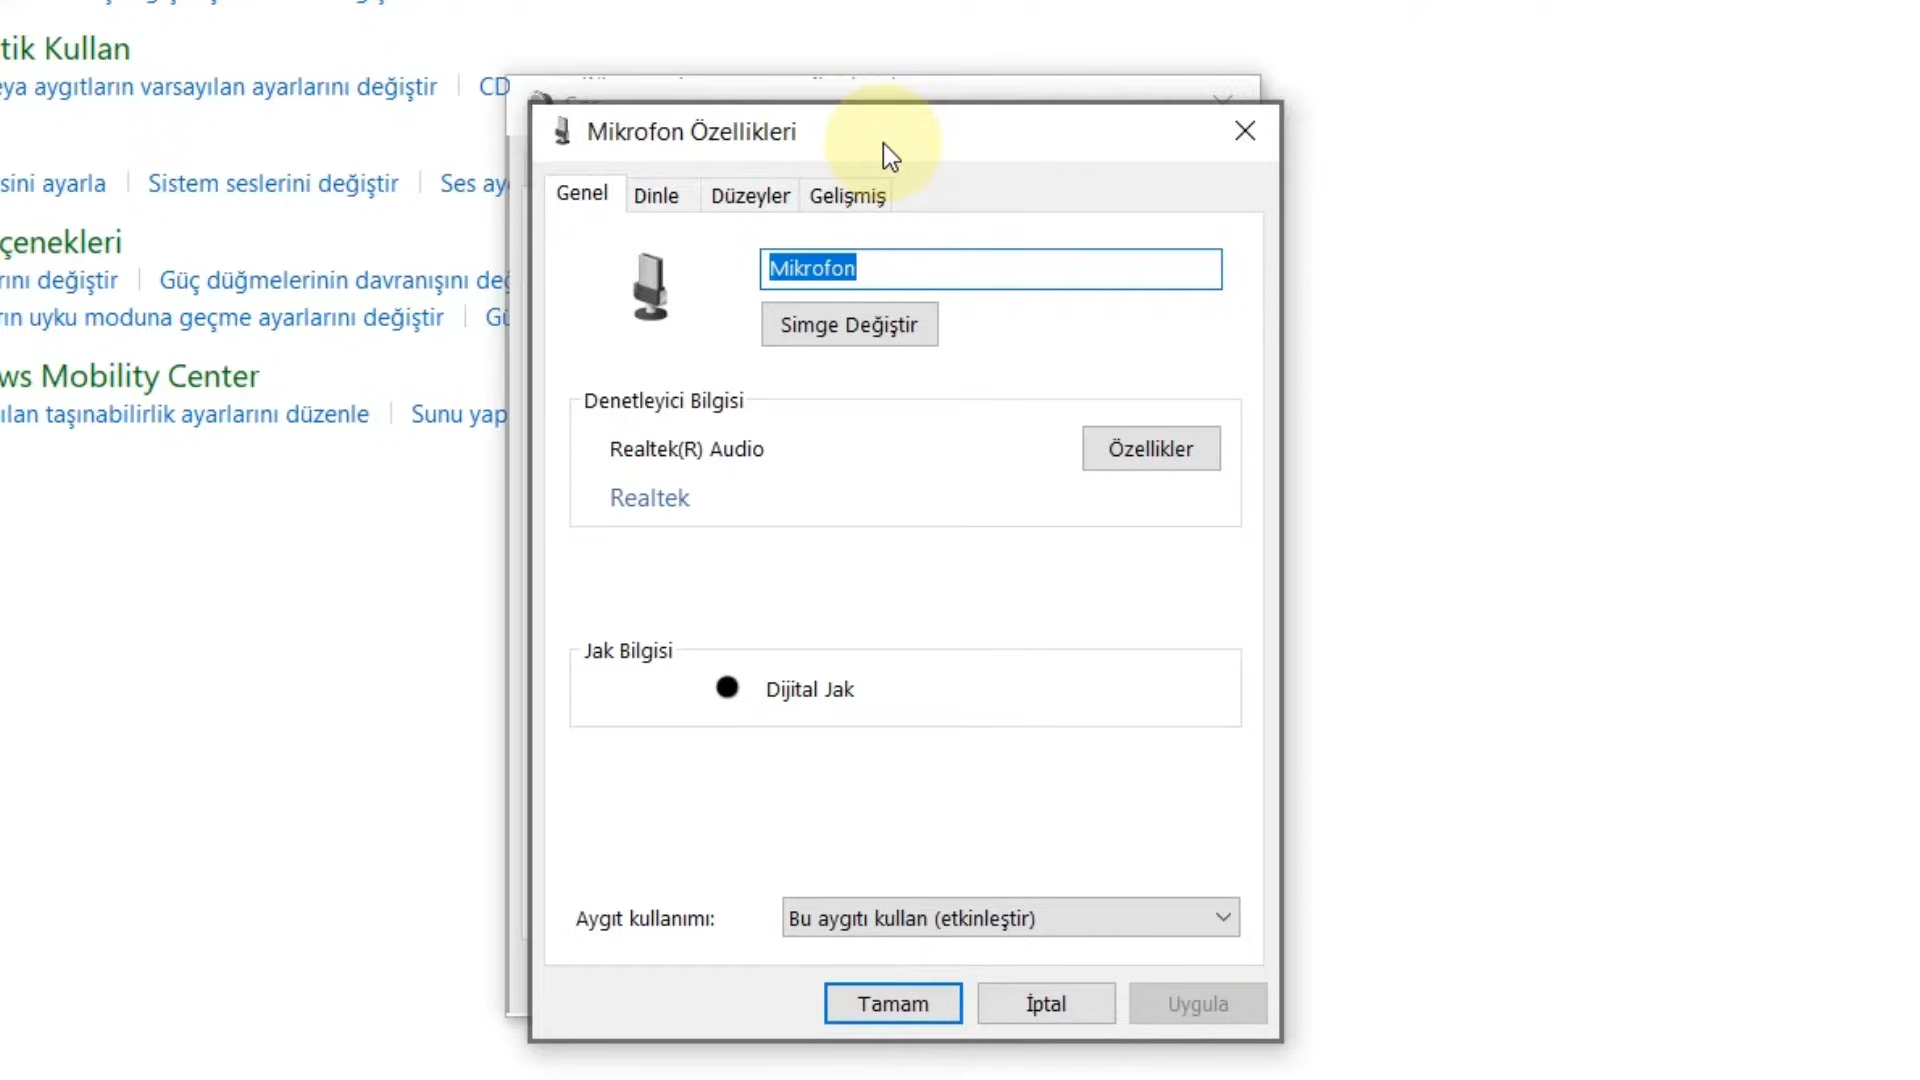 tik Kullan
eya aygıtların varsayılan ayarlarını değiştir
CD
sini ayarla
Sistem seslerini değiştir
Ses ay
çenekleri
rını değiştir
Güç düğmelerinin davranışını değ
rın uyku moduna geçme ayarlarını değiştir
Gü
ws Mobility Center
ılan taşınabilirlik ayarlarını düzenle
Sunu yap
Mikrofon Özellikleri
Genel
Dinle
Düzeyler
Gelişmiş
Mikrofon
Simge Değiştir
Denetleyici Bilgisi
Realtek(R) Audio
Özellikler
Realtek
Jak Bilgisi
Dijital Jak
Aygıt kullanımı:
Bu aygıtı kullan (etkinleştir)
Tamam
İptal
Uygula